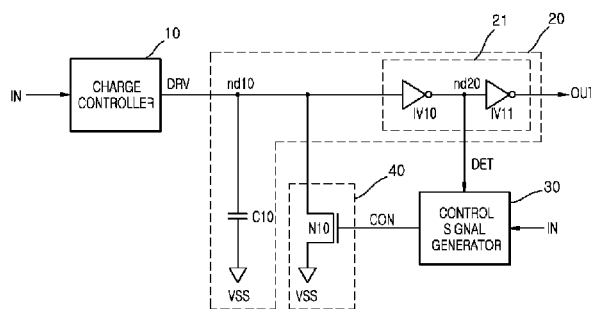 10
20
21
IN
CHARGE
CONTROLLER
DRV
nd10
IV10
nd20
IV11
OUT
DET
40
30
C10
N10
CON
CONTROL
SIGNAL
GENERATOR
IN
VSS
VSS